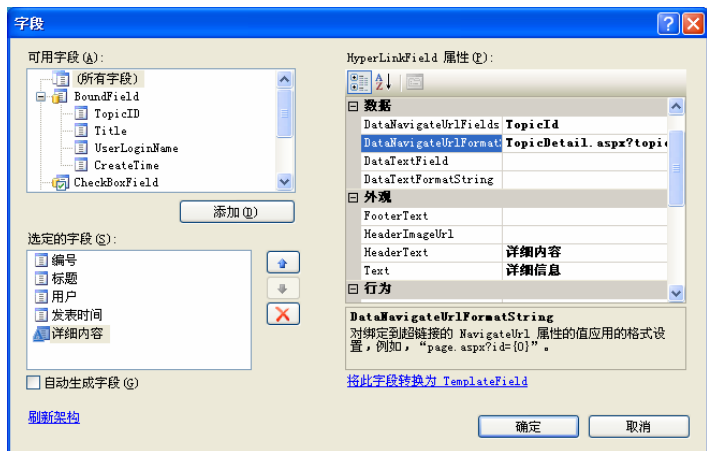 字段
可用字段(A):
(所有字段)
BoundField
TopicID
Title
UserLoginName
CreateTime
CheckBoxField
添加(D)
选定的字段(S):
编号
标题
用户
发表时间
详细内容
自动生成字段(G)
刷新架构
HyperLinkField 属性(P):
数据
DataNavigateUrlFields TopicId
DataNavigateUrlFormat TopicDetail.aspx?topi
DataTextField
DataTextFormatString
外观
FooterText
HeaderImageUrl
HeaderText 详细内容
Text 详细信息
行为
DataNavigateUrlFormatString
对绑定到超链接的 NavigateUrl 属性的值应用的格式设
置,例如,“page.aspx?id={0}”。
将此字段转换为 TemplateField
确定 取消